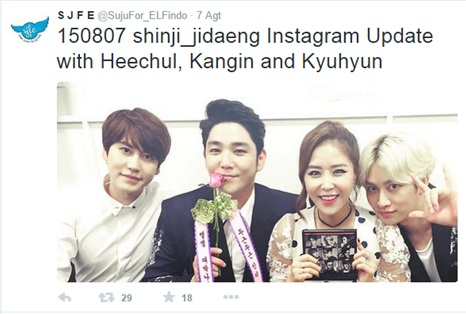 S J F E @SujuFor_ELFindo · 7 Agt
150807 shinji_jidaeng Instagram Update
with Heechul, Kangin and Kyuhyun
29 18